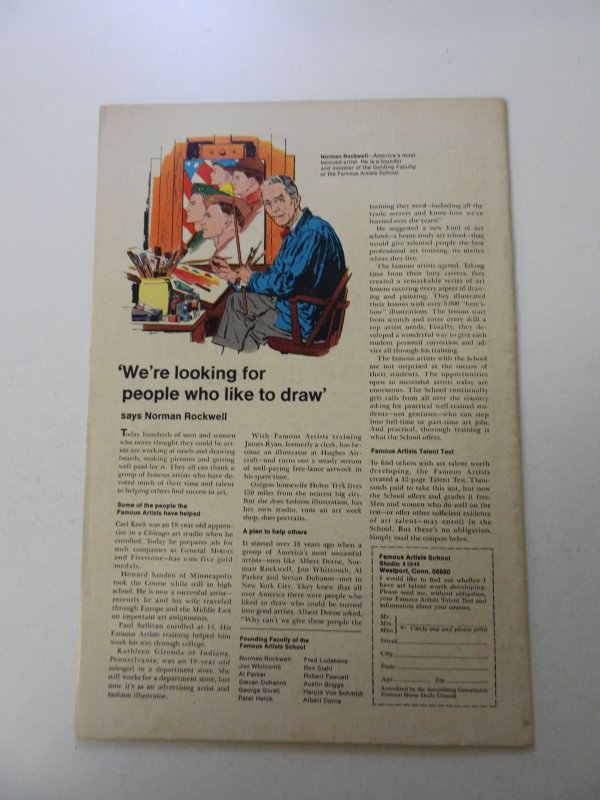 Norman Rockwell—America's most
beloved artist. He is a founder
and member of the Guiding Faculty
of the Famous Artists School.
'We're looking for
people who like to draw'
says Norman Rockwell
Today hundreds of men and women
who never thought they could be art-
ists are working at easels and drawing
boards, making pictures and getting
well paid for it. They all can thank a
group of famous artists who have de-
voted much of their time and talent
to helping others find success in art.
Some of the people the
Famous Artists have helped
Carl Kock was an 18-year-old appren-
tice in a Chicago art studio when he
enrolled. Today he prepares ads for
such companies as General Motors
and Firestone—has won five gold
medals.
Howard Sanden of Minneapolis
took the Course while still in high
school. He is now a successful artist—
recently he and his wife traveled
through Europe and the Middle East
on important art assignments.
Paul Sullivan enrolled at 14. His
Famous Artists training helped him
work his way through college.
Kathleen Gironda of Indiana,
Pennsylvania, was an 18-year-old
salesgirl in a department store. She
still works for a department store, but
now it's as an advertising artist and
fashion illustrator.
With Famous Artists training
James Ryan, formerly a clerk, has be-
come an illustrator at Hughes Air-
craft—and turns out a steady stream
of well-paying free-lance artwork in
his spare time.
Oregon housewife Helen Tryk lives
150 miles from the nearest big city.
But she does fashion illustration, has
her own studio, runs an art work
shop, does portraits.
A plan to help others
It started over 18 years ago when a
group of America's most successful
artists—men like Albert Dorne, Nor-
man Rockwell, Jon Whitcomb, Al
Parker and Stevan Dohanos—met in
New York City. They knew that all
over America there were people who
liked to draw who could be turned
into good artists. Albert Dorne asked,
"Why can't we give these people the
Founding Faculty of the
Famous Artists School
Norman Rockwell
Jon Whitcomb
Al Parker
Stevan Dohanos
George Giusti
Peter Helck
Fred Ludekens
Ben Stahl
Robert Fawcett
Austin Briggs
Harold Von Schmidt
Albert Dorne
training they need—including all the
trade secrets and know-how we've
learned over the years?"
He suggested a new kind of art
school—a home study art school—that
would give talented people the best
professional art training, no matter
where they live.
The famous artists agreed. Taking
time from their busy careers, they
created a remarkable series of art
lessons covering every aspect of draw-
ing and painting. They illustrated
their lessons with over 5,000 "here's
how" illustrations. The lessons start
from scratch and cover every skill a
top artist needs. Finally, they de-
veloped a wonderful way to give each
student personal correction and ad-
vice all through his training.
The famous artists with the School
are not surprised at the success of
their students. The opportunities
open to successful artists today are
enormous. The School continually
gets calls from all over the country
asking for practical well-trained stu-
dents—not geniuses—who can step
into full-time or part-time art jobs.
And practical, thorough training is
what the School offers.
Famous Artists Talent Test
To find others with art talent worth
developing, the Famous Artists
created a 12-page Talent Test. Thou-
sands paid to take this test, but now
the School offers and grades it free.
Men and women who do well on the
test—or offer other sufficient evidence
of art talent—may enroll in the
School. But there's no obligation.
Simply mail the coupon below.
Famous Artists School
Studio
Westport, Conn. 06880
I would like to find out whether I
have art talent worth developing.
Please send me, without obligation,
your Famous Artists Talent Test and
information about your courses.
Mr.
Mrs.
Miss
Circle one and please print
Street
City
State
Age
Zip
Accredited by the Accrediting Commission
National Home Study Council